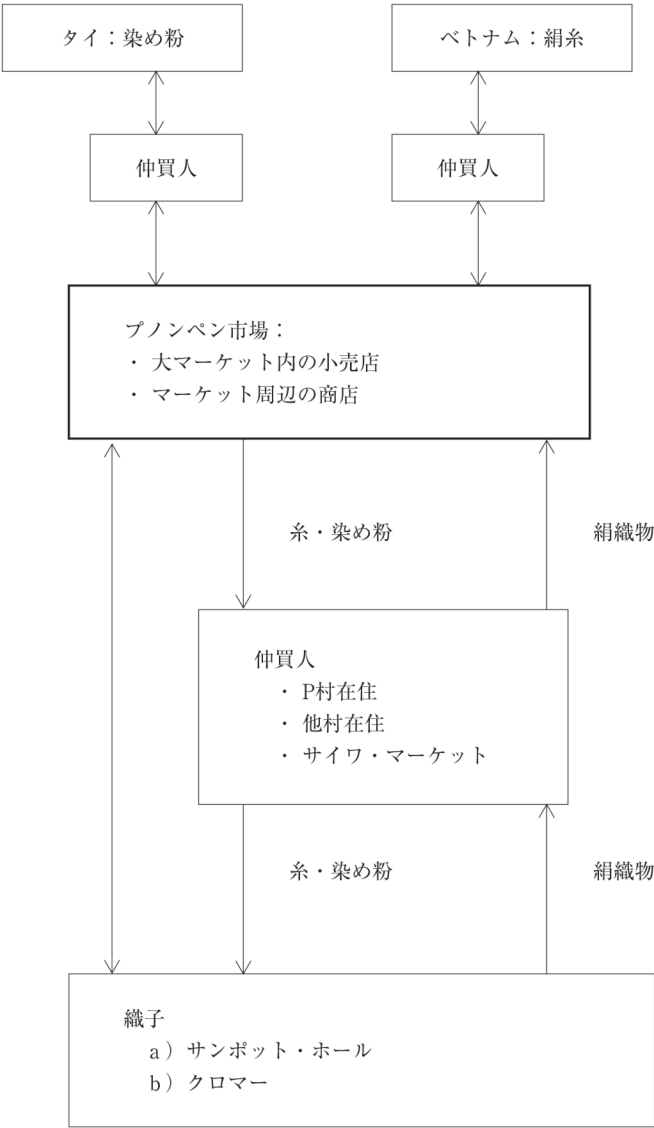 タイ：染め粉
ベトナム：絹糸
仲買人
仲買人
プノンペン市場：
・ 大マーケット内の小売店
・ マーケット周辺の商店
糸・染め粉
絹織物
仲買人
・ P村在住
・ 他村在住
・ サイワ・マーケット
糸・染め粉
絹織物
織子
a）サンポット・ホール
b）クロマー